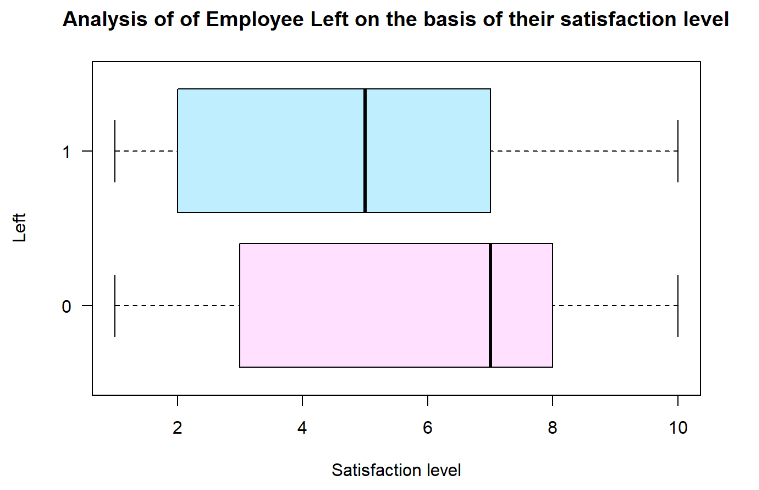 Analysis of of Employee Left on the basis of their satisfaction level
1
Left
0
2 4 6 8 10
Satisfaction level